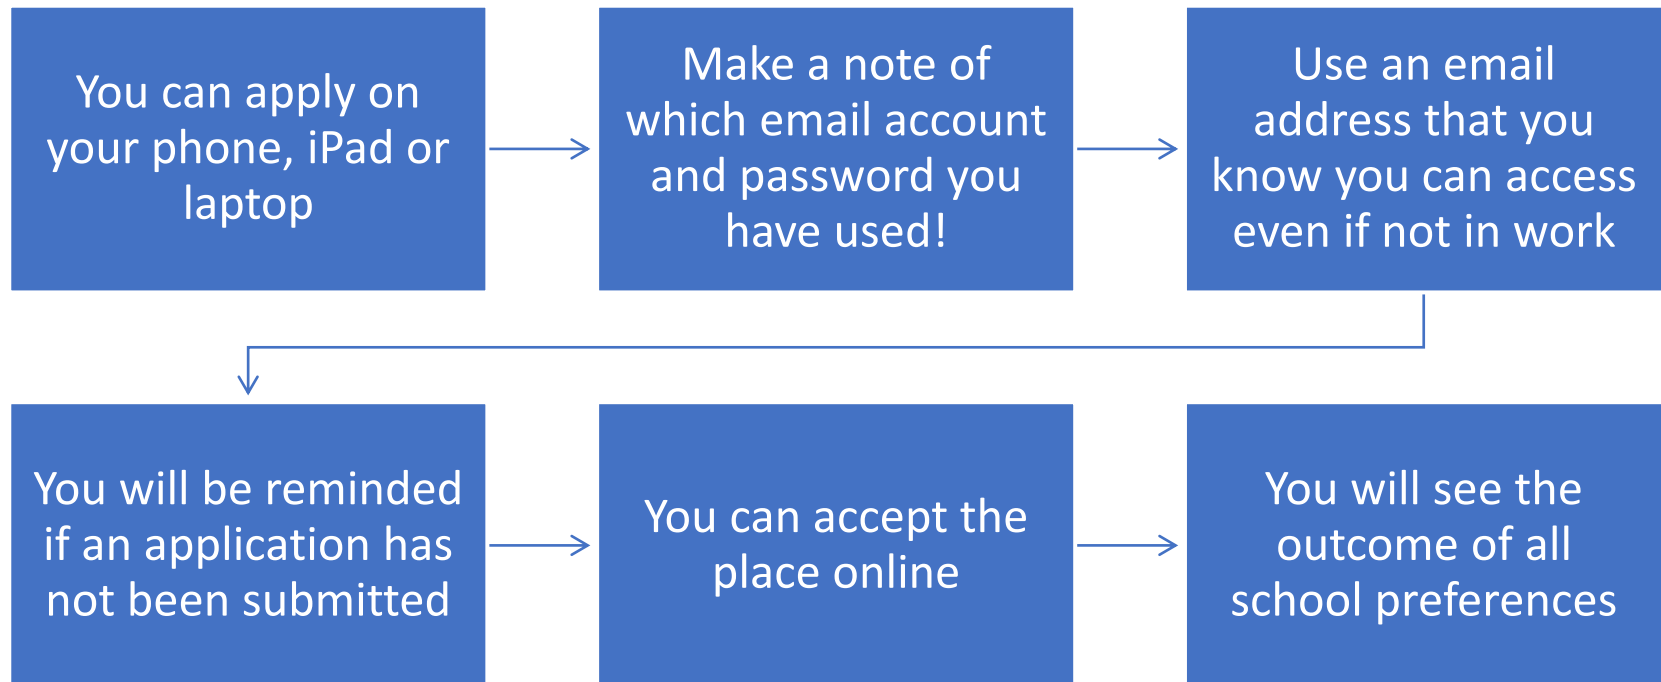 You can apply on
your phone, iPad or
laptop
Make a note of
which email account
and password you
have used!
Use an email
address that you
know you can access
even if not in work
You will be reminded
if an application has
not been submitted
You can accept the
place online
You will see the
outcome of all
school preferences